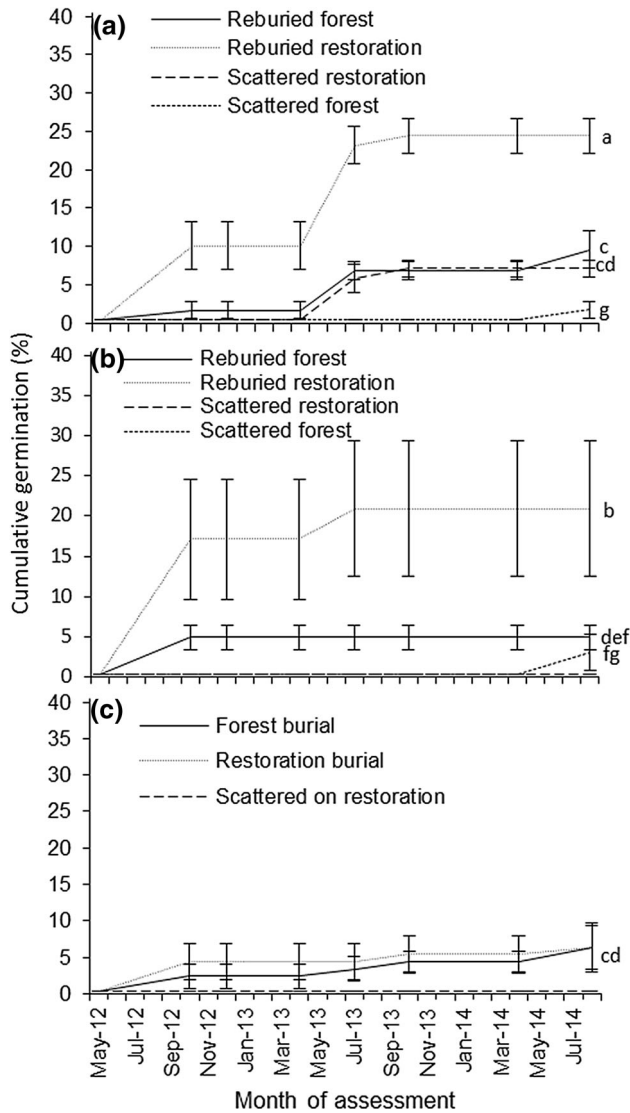 (a)
Reburied forest
Reburied restoration
Scattered restoration
Scattered forest
40
35
30
25
20
15
10
5
0
a
c
cd
g
(b)
Reburied forest
Reburied restoration
Scattered restoration
Scattered forest
40
35
30
25
20
15
10
5
0
b
def
fg
Cumulative germination (%)
(c)
Forest burial
Restoration burial
Scattered on restoration
40
35
30
25
20
15
10
5
0
cd
May-12
Jul-12
Sep-12
Nov-12
Jan-13
Mar-13
May-13
Jul-13
Sep-13
Nov-13
Jan-14
Mar-14
May-14
Jul-14
Month of assessment